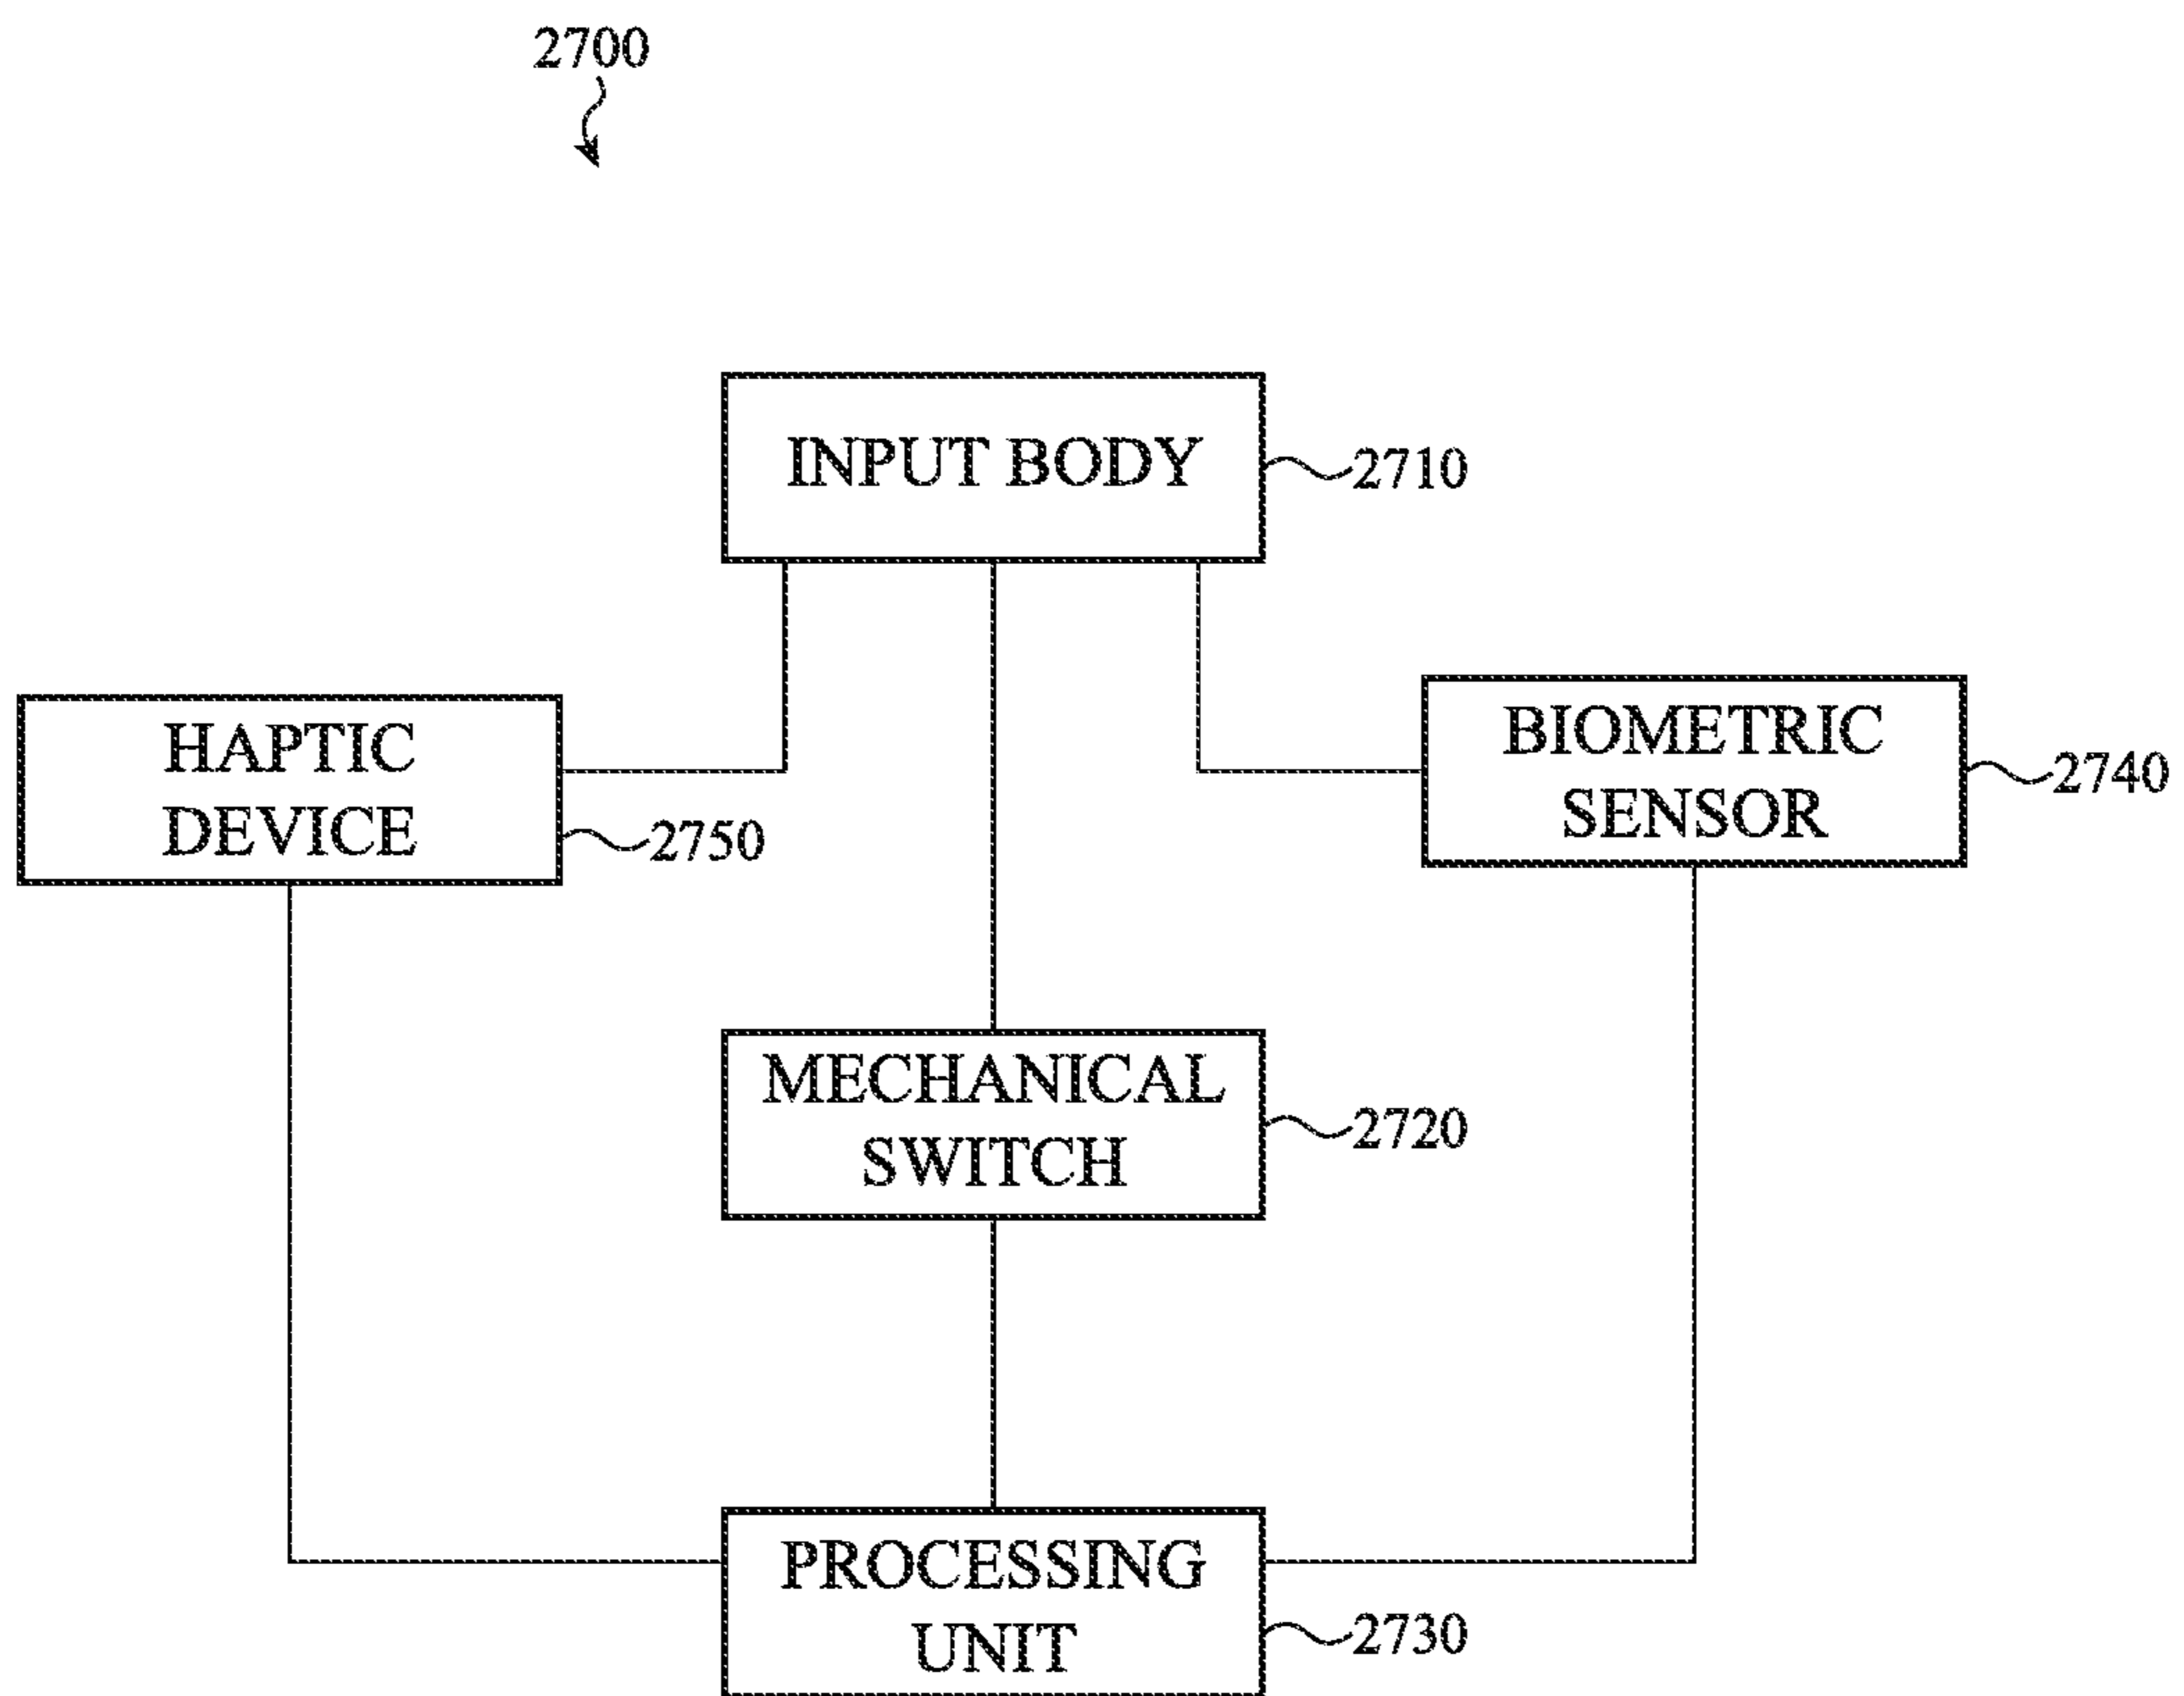 2700
INPUT BODY
2710
HAPTIC
DEVICE
2750
BIOMETRIC
SENSOR
2740
MECHANICAL
SWITCH
2720
PROCESSING
UNIT
2730